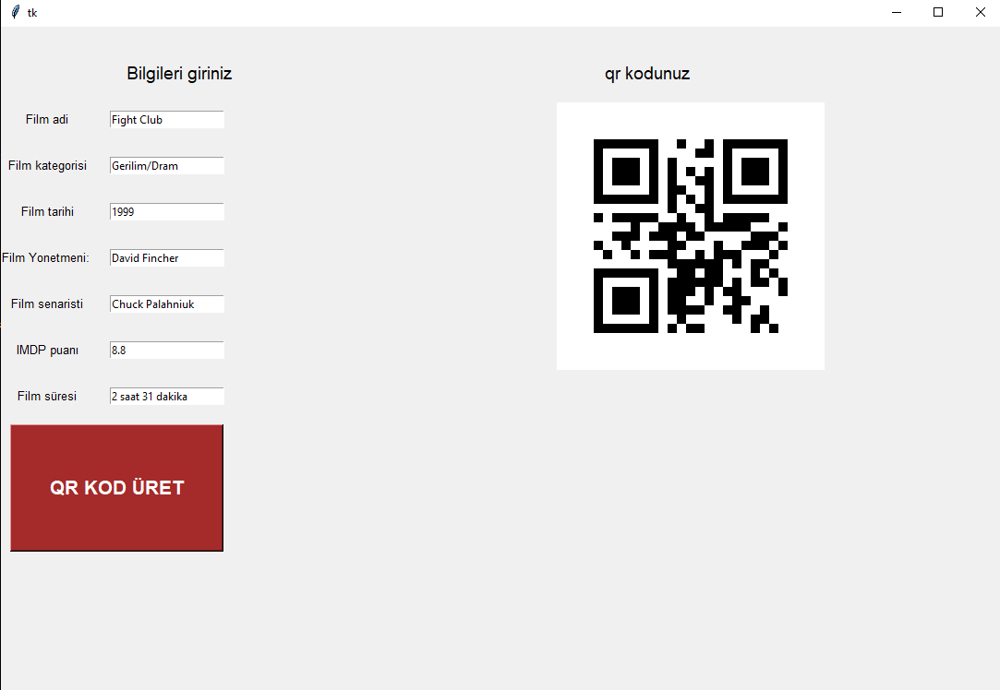 tk
Bilgileri giriniz
qr kodunuz
Film adi
Fight Club
Film kategorisi
Gerilim/Dram
Film tarihi
1999
Film Yonetmeni:
David Fincher
Film senaristi
Chuck Palahniuk
IMDP puanı
8.8
Film süresi
2 saat 31 dakika
QR KOD ÜRET